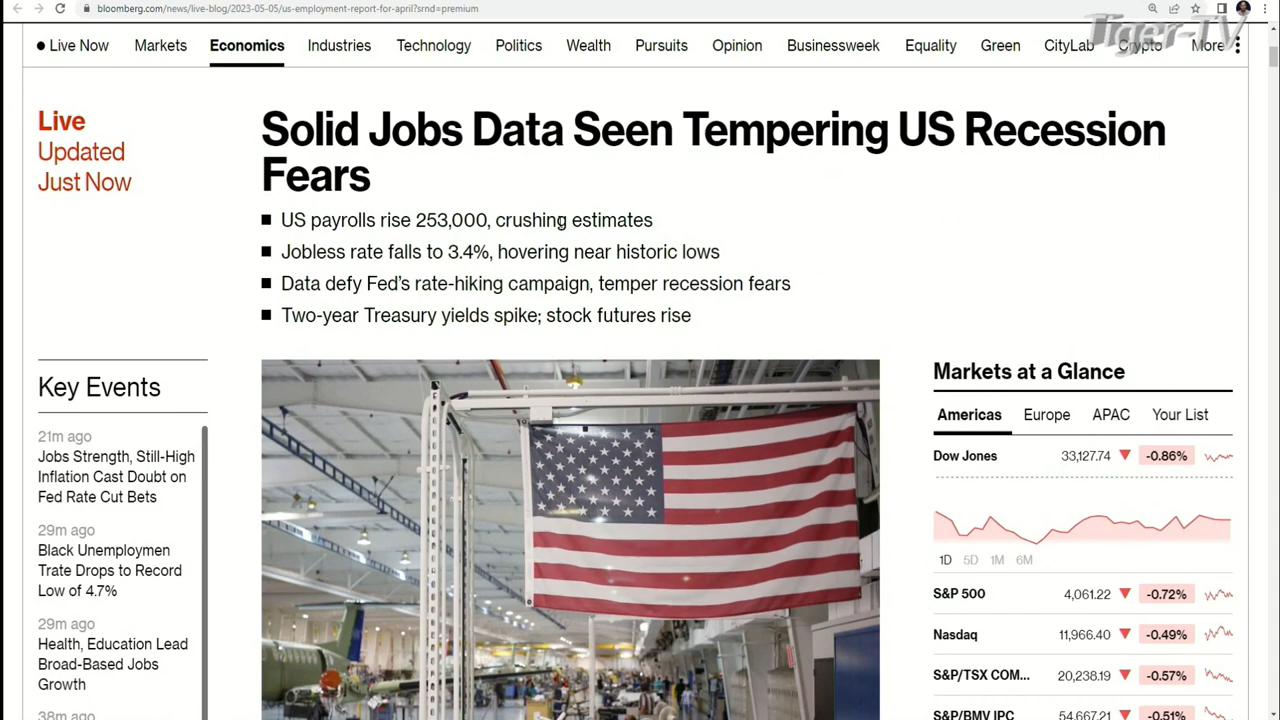 bloomberg.com/news/live-blog/2023-05-05/us-employment-report-for-april?srnd=premium
Tiger-TV
Live Now Markets Economics Industries Technology Politics Wealth Pursuits Opinion Businessweek Equality Green CityLab Crypto More
Live
Updated
Just Now
Solid Jobs Data Seen Tempering US Recession
Fears
US payrolls rise 253,000, crushing estimates
Jobless rate falls to 3.4%, hovering near historic lows
Data defy Fed's rate-hiking campaign, temper recession fears
Two-year Treasury yields spike; stock futures rise
Key Events
21m ago
Jobs Strength, Still-High
Inflation Cast Doubt on
Fed Rate Cut Bets
29m ago
Black Unemploymen
Trate Drops to Record
Low of 4.7%
29m ago
Health, Education Lead
Broad-Based Jobs
Growth
38m ago
Markets at a Glance
Americas Europe APAC Your List
Dow Jones 33,127.74 -0.86%
1D 5D 1M 6M
S&P 500 4,061.22 -0.72%
Nasdaq 11,966.40 -0.49%
S&P/TSX COM... 20,238.19 -0.57%
S&P/BMV IPC 54,667.21 -0.51%